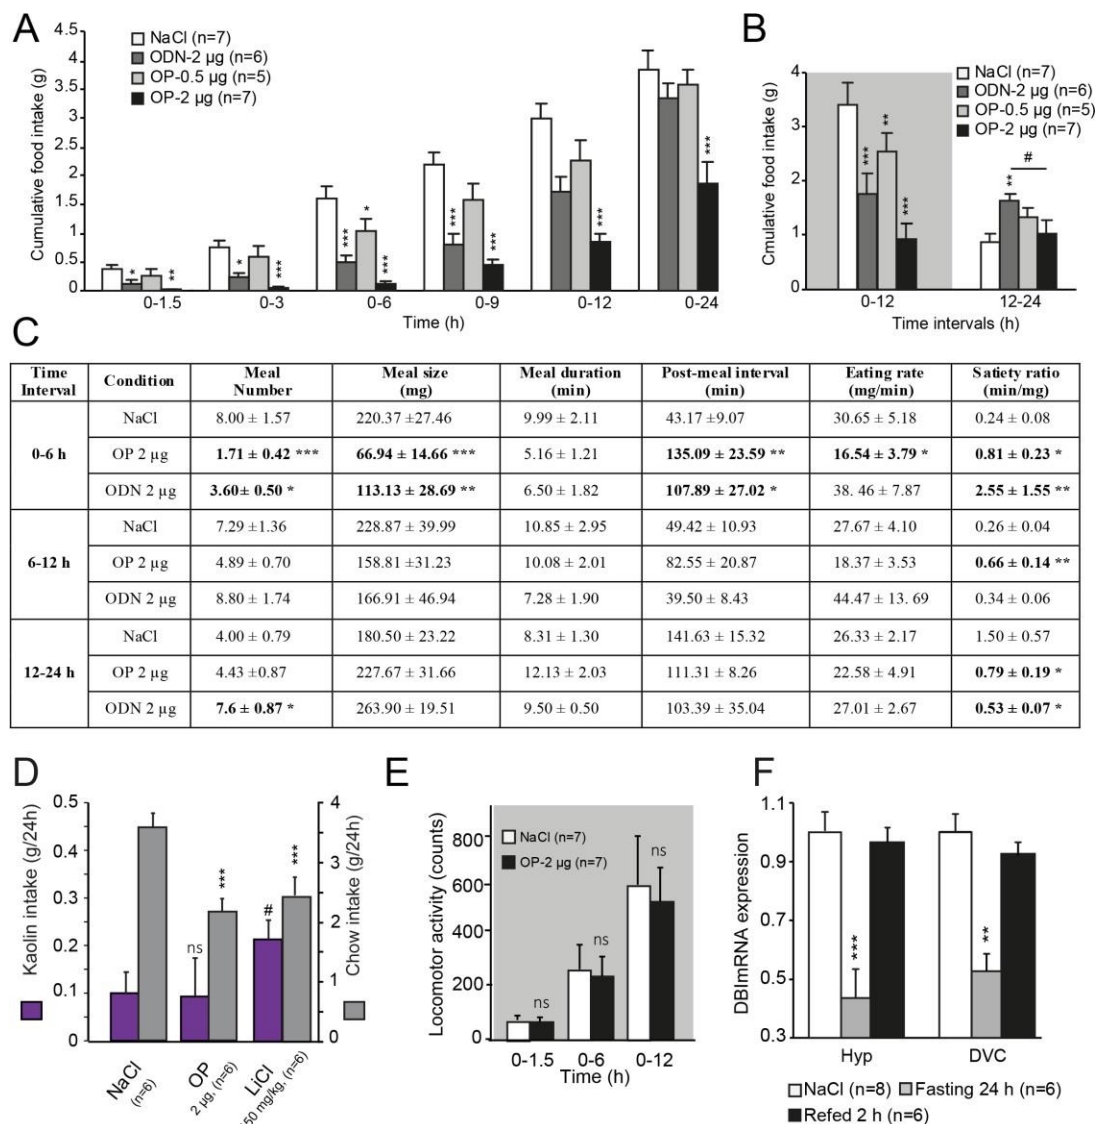 A
4.5
3.5
3
2.5
2
1.5
1
0.5
0
Cumulative food intake (g)
NaCl (n=7)
ODN-2 µg (n=6)
OP-0.5 µg (n=5)
OP-2 µg (n=7)
* **
* ***
*** * ***
*** ***
***
***
0-1.5 0-3 0-6 0-9 0-12 0-24
Time (h)
B
4
3
2
1
0
Cmulative food intake (g)
NaCl (n=7)
ODN-2 µg (n=6)
OP-0.5 µg (n=5)
OP-2 µg (n=7)
*** ** ***
** #
0-12 12-24
Time intervals (h)
C
Time Interval Condition Meal Number Meal size (mg) Meal duration (min) Post-meal interval (min) Eating rate (mg/min) Satiety ratio (min/mg)
0-6 h NaCl 8.00 ± 1.57 220.37 ±27.46 9.99 ± 2.11 43.17 ±9.07 30.65 ± 5.18 0.24 ± 0.08
OP 2 µg 1.71 ± 0.42 *** 66.94 ± 14.66 *** 5.16 ± 1.21 135.09 ± 23.59 ** 16.54 ± 3.79 * 0.81 ± 0.23 *
ODN 2 µg 3.60± 0.50 * 113.13 ± 28.69 ** 6.50 ± 1.82 107.89 ± 27.02 * 38. 46 ± 7.87 2.55 ± 1.55 **
6-12 h NaCl 7.29 ±1.36 228.87 ± 39.99 10.85 ± 2.95 49.42 ± 10.93 27.67 ± 4.10 0.26 ± 0.04
OP 2 µg 4.89 ± 0.70 158.81 ±31.23 10.08 ± 2.01 82.55 ± 20.87 18.37 ± 3.53 0.66 ± 0.14 **
ODN 2 µg 8.80 ± 1.74 166.91 ± 46.94 7.28 ± 1.90 39.50 ± 8.43 44.47 ± 13. 69 0.34 ± 0.06
12-24 h NaCl 4.00 ± 0.79 180.50 ± 23.22 8.31 ± 1.30 141.63 ± 15.32 26.33 ± 2.17 1.50 ± 0.57
OP 2 µg 4.43 ±0.87 227.67 ± 31.66 12.13 ± 2.03 111.31 ± 8.26 22.58 ± 4.91 0.79 ± 0.19 *
ODN 2 µg 7.6 ± 0.87 * 263.90 ± 19.51 9.50 ± 0.50 103.39 ± 35.04 27.01 ± 2.67 0.53 ± 0.07 *
D
Kaolin intake (g/24h)
0.5
0.4
0.3
0.2
0.1
0
4
3
2
1
0
Chow intake (g/24h)
ns *** # ***
NaCl
(n=6)
OP
2 µg, (n=6)
LiCl
50 mg/kg, (n=6)
E
800
600
400
200
0
Locomotor activity (counts)
NaCl (n=7)
OP-2 µg (n=7)
ns
ns
ns
0-1.5 0-6 0-12
Time (h)
F
1.1
0.9
0.7
0.5
0.3
DBImRNA expression
*** **
Hyp DVC
NaCl (n=8) Fasting 24 h (n=6)
Refed 2 h (n=6)